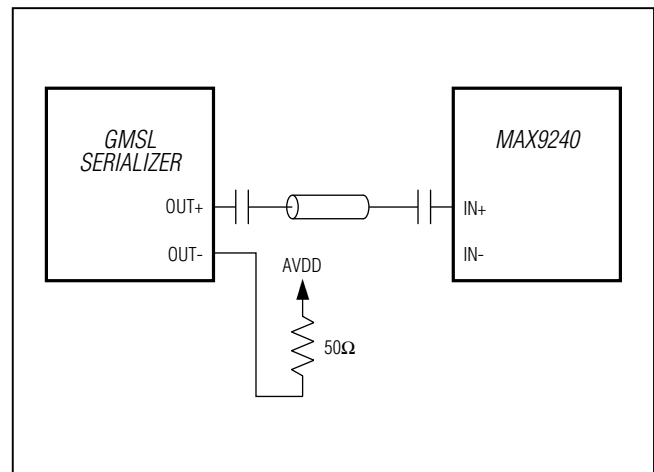 GMSL
SERIALIZER
MAX9240
OUT+
IN+
OUT-
IN-
AVDD
50Ω